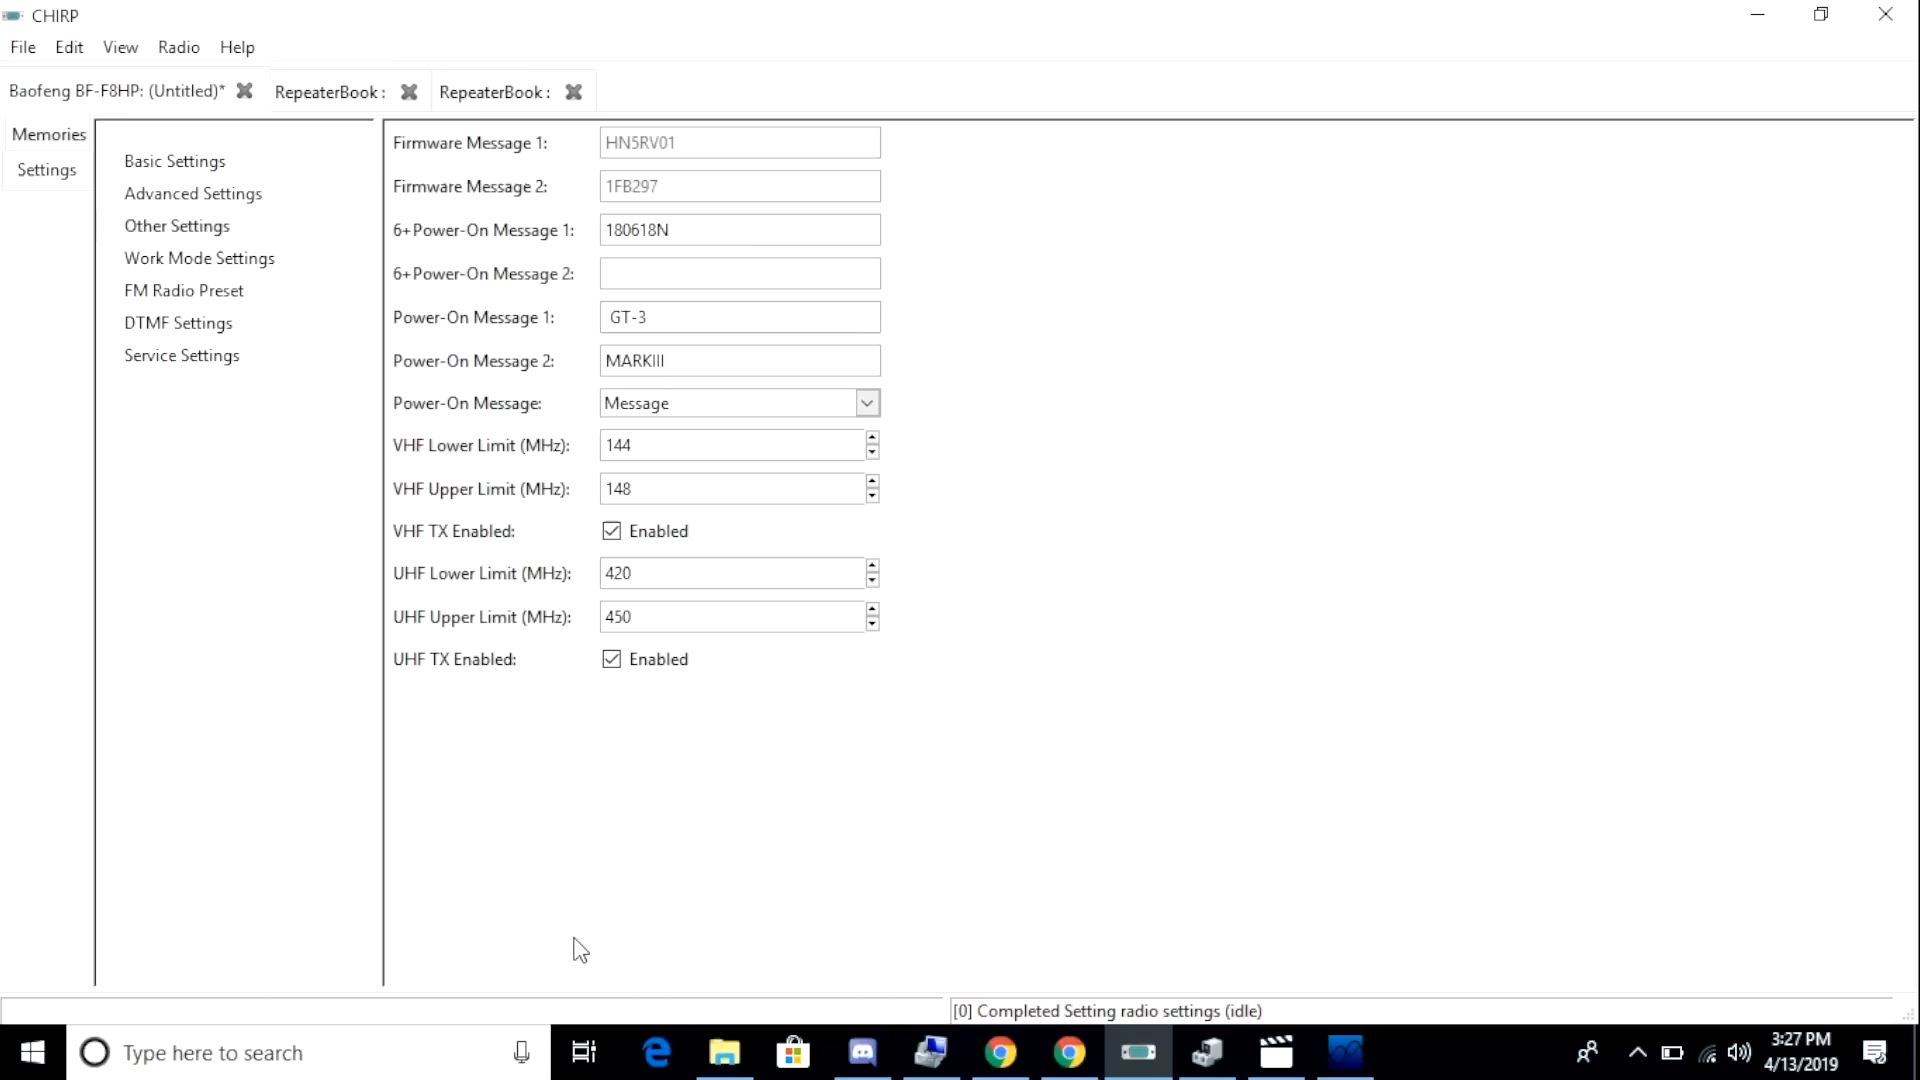 CHIRP
File Edit View Radio Help
Baofeng BF-F8HP: (Untitled)* RepeaterBook : RepeaterBook :
Memories
Settings
Basic Settings
Advanced Settings
Other Settings
Work Mode Settings
FM Radio Preset
DTMF Settings
Service Settings
Firmware Message 1: HN5RV01
Firmware Message 2: 1FB297
6+Power-On Message 1: 180618N
6+Power-On Message 2:
Power-On Message 1: GT-3
Power-On Message 2: MARKIII
Power-On Message: Message
VHF Lower Limit (MHz): 144
VHF Upper Limit (MHz): 148
VHF TX Enabled: Enabled
UHF Lower Limit (MHz): 420
UHF Upper Limit (MHz): 450
UHF TX Enabled: Enabled
[0] Completed Setting radio settings (idle)
Type here to search
3:27 PM
4/13/2019